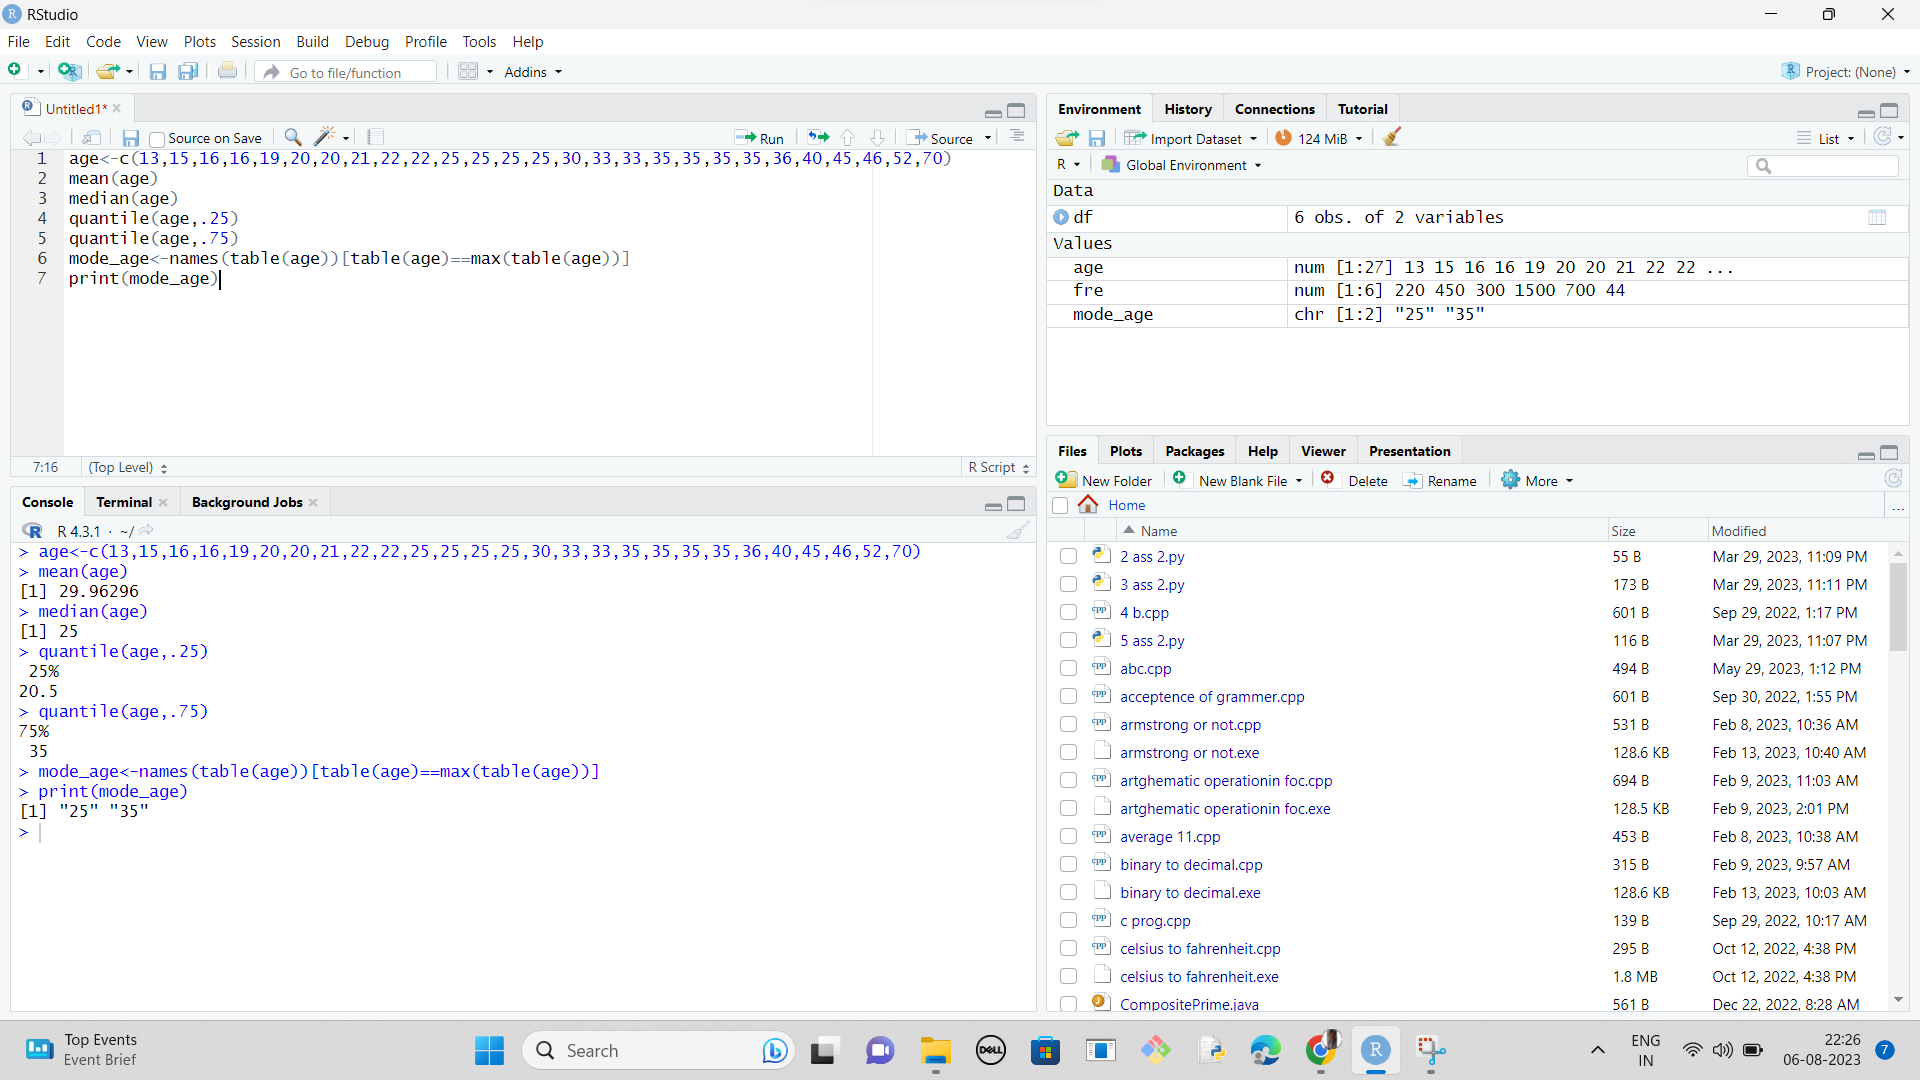 RStudio
File Edit Code View Plots Session Build Debug Profile Tools Help
Go to file/function Addins Project: (None)
Untitled1*
Source on Save Run Source
1 age<-c(13,15,16,16,19,20,20,21,22,22,25,25,25,25,30,33,33,35,35,35,35,36,40,45,46,52,70)
2 mean(age)
3 median(age)
4 quantile(age,.25)
5 quantile(age,.75)
6 mode_age<-names(table(age))[table(age)==max(table(age))]
7 print(mode_age)
7:16 (Top Level) R Script
Console Terminal Background Jobs
R 4.3.1 · ~/
> age<-c(13,15,16,16,19,20,20,21,22,22,25,25,25,25,30,33,33,35,35,35,35,36,40,45,46,52,70)
> mean(age)
[1] 29.96296
> median(age)
[1] 25
> quantile(age,.25)
25%
20.5
> quantile(age,.75)
75%
35
> mode_age<-names(table(age))[table(age)==max(table(age))]
> print(mode_age)
[1] "25" "35"
>
Environment History Connections Tutorial
Import Dataset 124 MiB List
R Global Environment
Data
df 6 obs. of 2 variables
Values
age num [1:27] 13 15 16 16 19 20 20 21 22 22 ...
fre num [1:6] 220 450 300 1500 700 44
mode_age chr [1:2] "25" "35"
Files Plots Packages Help Viewer Presentation
New Folder New Blank File Delete Rename More
Home ...
Name Size Modified
2 ass 2.py 55 B Mar 29, 2023, 11:09 PM
3 ass 2.py 173 B Mar 29, 2023, 11:11 PM
4 b.cpp 601 B Sep 29, 2022, 1:17 PM
5 ass 2.py 116 B Mar 29, 2023, 11:07 PM
abc.cpp 494 B May 29, 2023, 1:12 PM
acceptence of grammer.cpp 601 B Sep 30, 2022, 1:55 PM
armstrong or not.cpp 531 B Feb 8, 2023, 10:36 AM
armstrong or not.exe 128.6 KB Feb 13, 2023, 10:40 AM
artghematic operationin foc.cpp 694 B Feb 9, 2023, 11:03 AM
artghematic operationin foc.exe 128.5 KB Feb 9, 2023, 2:01 PM
average 11.cpp 453 B Feb 8, 2023, 10:38 AM
binary to decimal.cpp 315 B Feb 9, 2023, 9:57 AM
binary to decimal.exe 128.6 KB Feb 13, 2023, 10:03 AM
c prog.cpp 139 B Sep 29, 2022, 10:17 AM
celsius to fahrenheit.cpp 295 B Oct 12, 2022, 4:38 PM
celsius to fahrenheit.exe 1.8 MB Oct 12, 2022, 4:38 PM
CompositePrime.java 561 B Dec 22, 2022, 8:28 AM
Top Events
Event Brief
Search
DELL
ENG
IN
22:26
06-08-2023
7